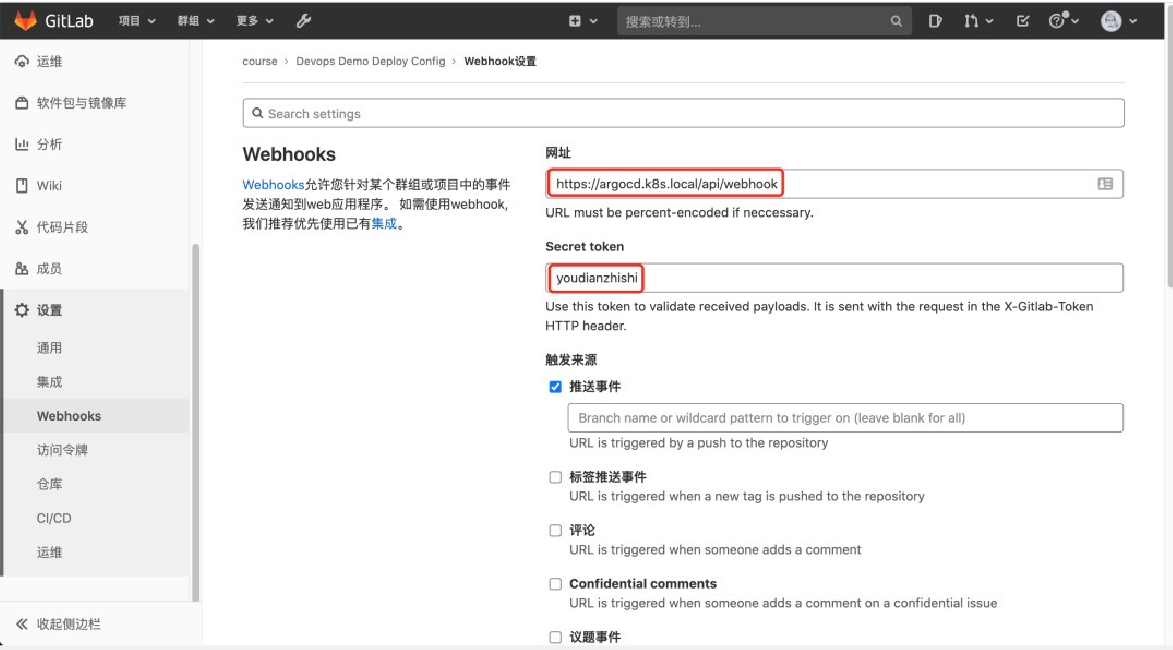 GitLab 项目 群组 更多 搜索或转到...
运维
软件包与镜像库
分析
Wiki
代码片段
成员
设置
通用
集成
Webhooks
访问令牌
仓库
CI/CD
运维
收起侧边栏
course › Devops Demo Deploy Config › Webhook设置
Search settings
Webhooks
Webhooks允许您针对某个群组或项目中的事件
发送通知到web应用程序。 如需使用webhook,
我们推荐优先使用已有集成。
网址
https://argocd.k8s.local/api/webhook
URL must be percent-encoded if neccessary.
Secret token
youdianzhishi
Use this token to validate received payloads. It is sent with the request in the X-Gitlab-Token
HTTP header.
触发来源
推送事件
Branch name or wildcard pattern to trigger on (leave blank for all)
URL is triggered by a push to the repository
标签推送事件
URL is triggered when a new tag is pushed to the repository
评论
URL is triggered when someone adds a comment
Confidential comments
URL is triggered when someone adds a comment on a confidential issue
议题事件